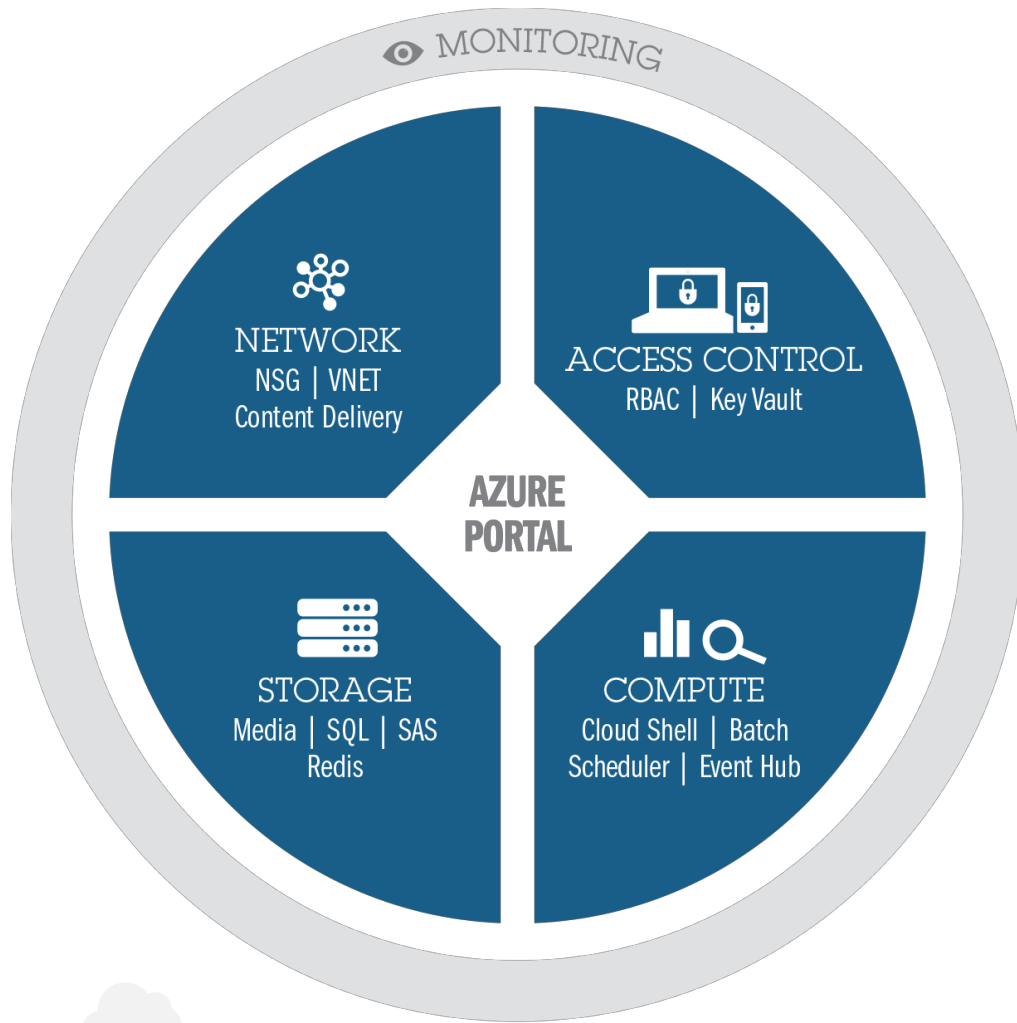 MONITORING
NETWORK
NSG | VNET
Content Delivery
ACCESS CONTROL
RBAC | Key Vault
AZURE
PORTAL
STORAGE
Media | SQL | SAS
Redis
COMPUTE
Cloud Shell | Batch
Scheduler | Event Hub